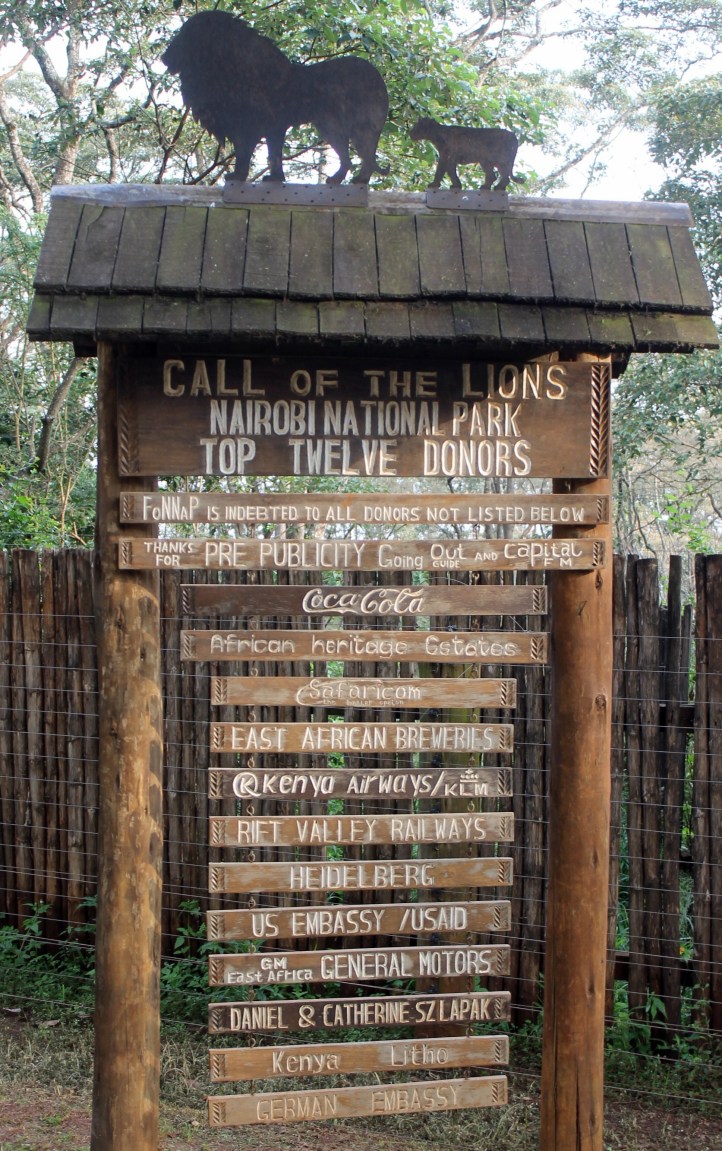 CALL OF THE LIONS
NAIROBI NATIONAL PARK
TOP TWELVE DONORS
FoNNaP IS INDEBTED TO ALL DONORS NOT LISTED BELOW
THANKS FOR PRE PUBLICITY Going Out GUIDE AND Capital FM
Coca Cola
African heritage Estates
Safaricom
the better option
EAST AFRICAN BREWERIES
@Kenya Airways/KLM
RIFT VALLEY RAILWAYS
HEIDELBERG
US EMBASSY /USAID
GM East Africa GENERAL MOTORS
DANIEL & CATHERINE SZLAPAK
Kenya Litho
GERMAN EMBASSY